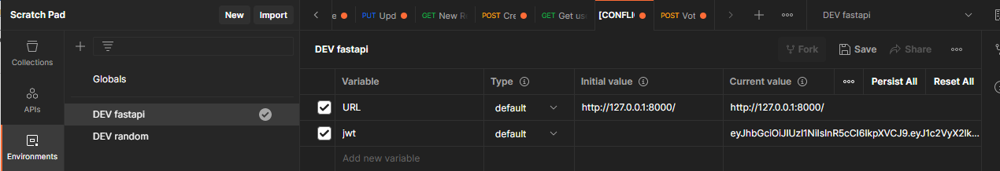 Scratch Pad New Import
PUT Upd GET New R POST Cre GET Get use [CONFLI POST Vot DEV fastapi
Collections
APIs
Environments
Globals
DEV fastapi
DEV random
DEV fastapi Fork Save Share
Variable Type Initial value Current value Persist All Reset All
URL default http://127.0.0.1:8000/ http://127.0.0.1:8000/
jwt default eyJhbGciOiJIUzI1NiIsInR5cCI6IkpXVCJ9.eyJ1c2VyX2lk...
Add new variable